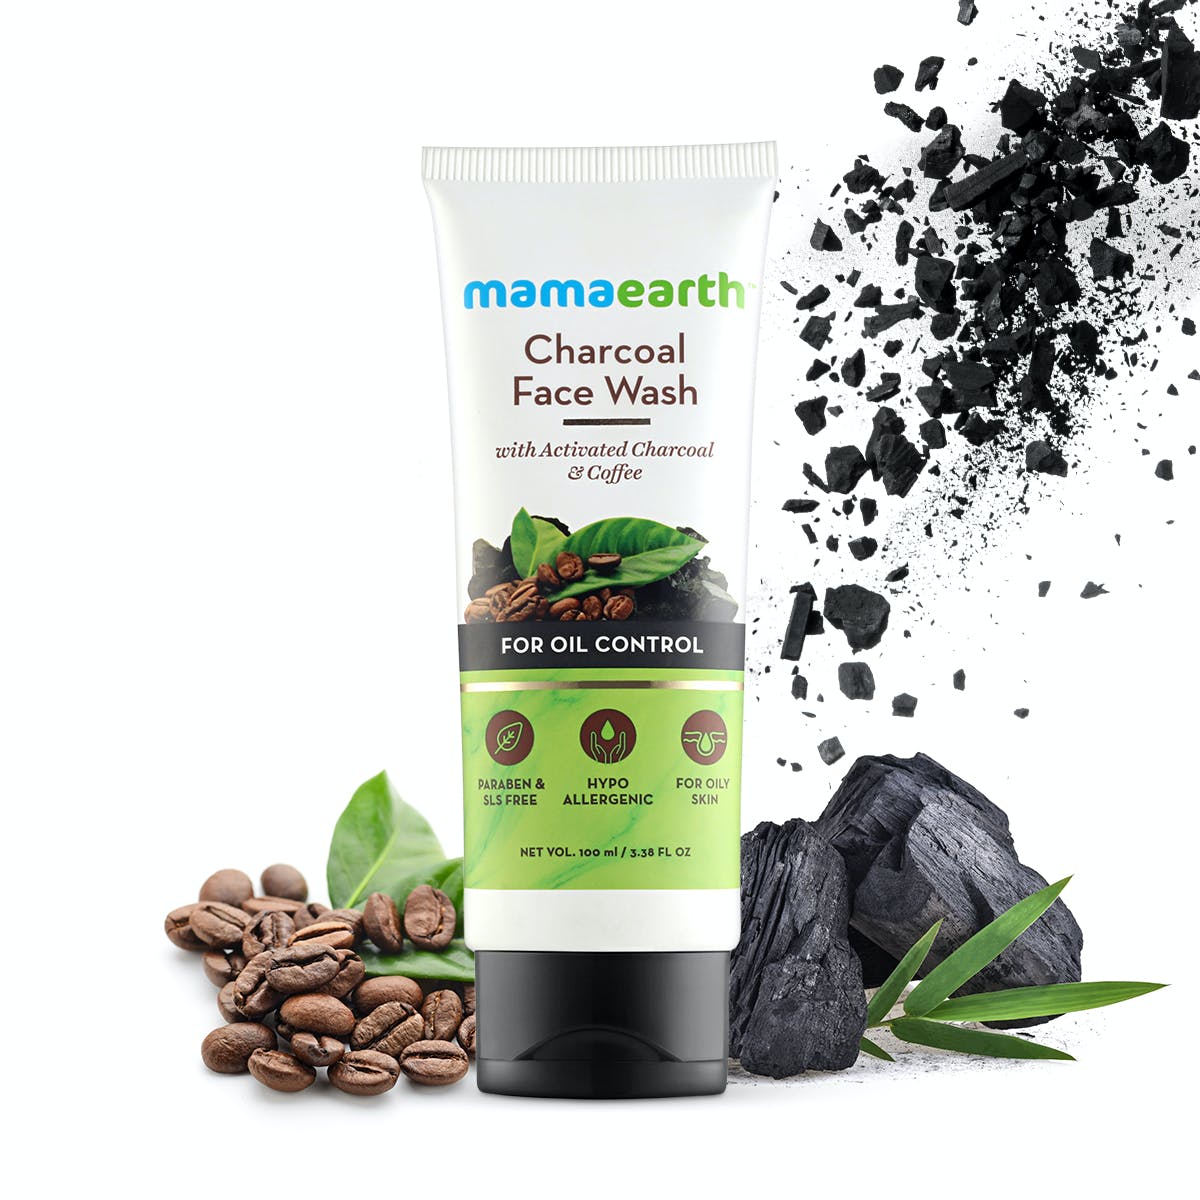 mamaearth™
Charcoal
Face Wash
with Activated Charcoal
& Coffee
FOR OIL CONTROL
PARABEN &
SLS FREE
HYPO
ALLERGENIC
FOR OILY
SKIN
NET VOL. 100 ml / 3.38 FL OZ